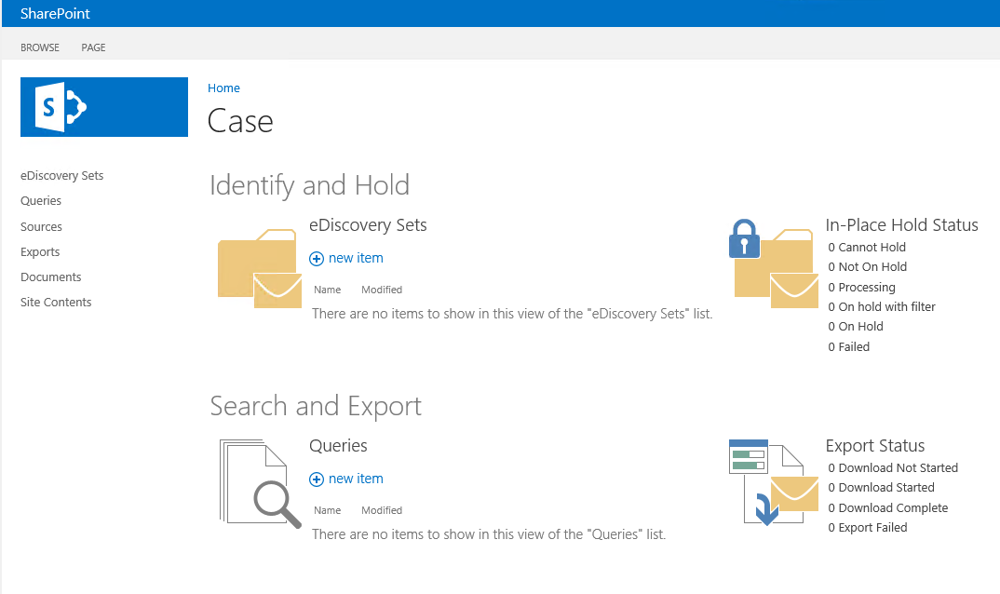 SharePoint
BROWSE PAGE
S
Home
Case
eDiscovery Sets
Queries
Sources
Exports
Documents
Site Contents
Identify and Hold
eDiscovery Sets
new item
Name Modified
There are no items to show in this view of the "eDiscovery Sets" list.
In-Place Hold Status
0 Cannot Hold
0 Not On Hold
0 Processing
0 On hold with filter
0 On Hold
0 Failed
Search and Export
Queries
new item
Name Modified
There are no items to show in this view of the "Queries" list.
Export Status
0 Download Not Started
0 Download Started
0 Download Complete
0 Export Failed